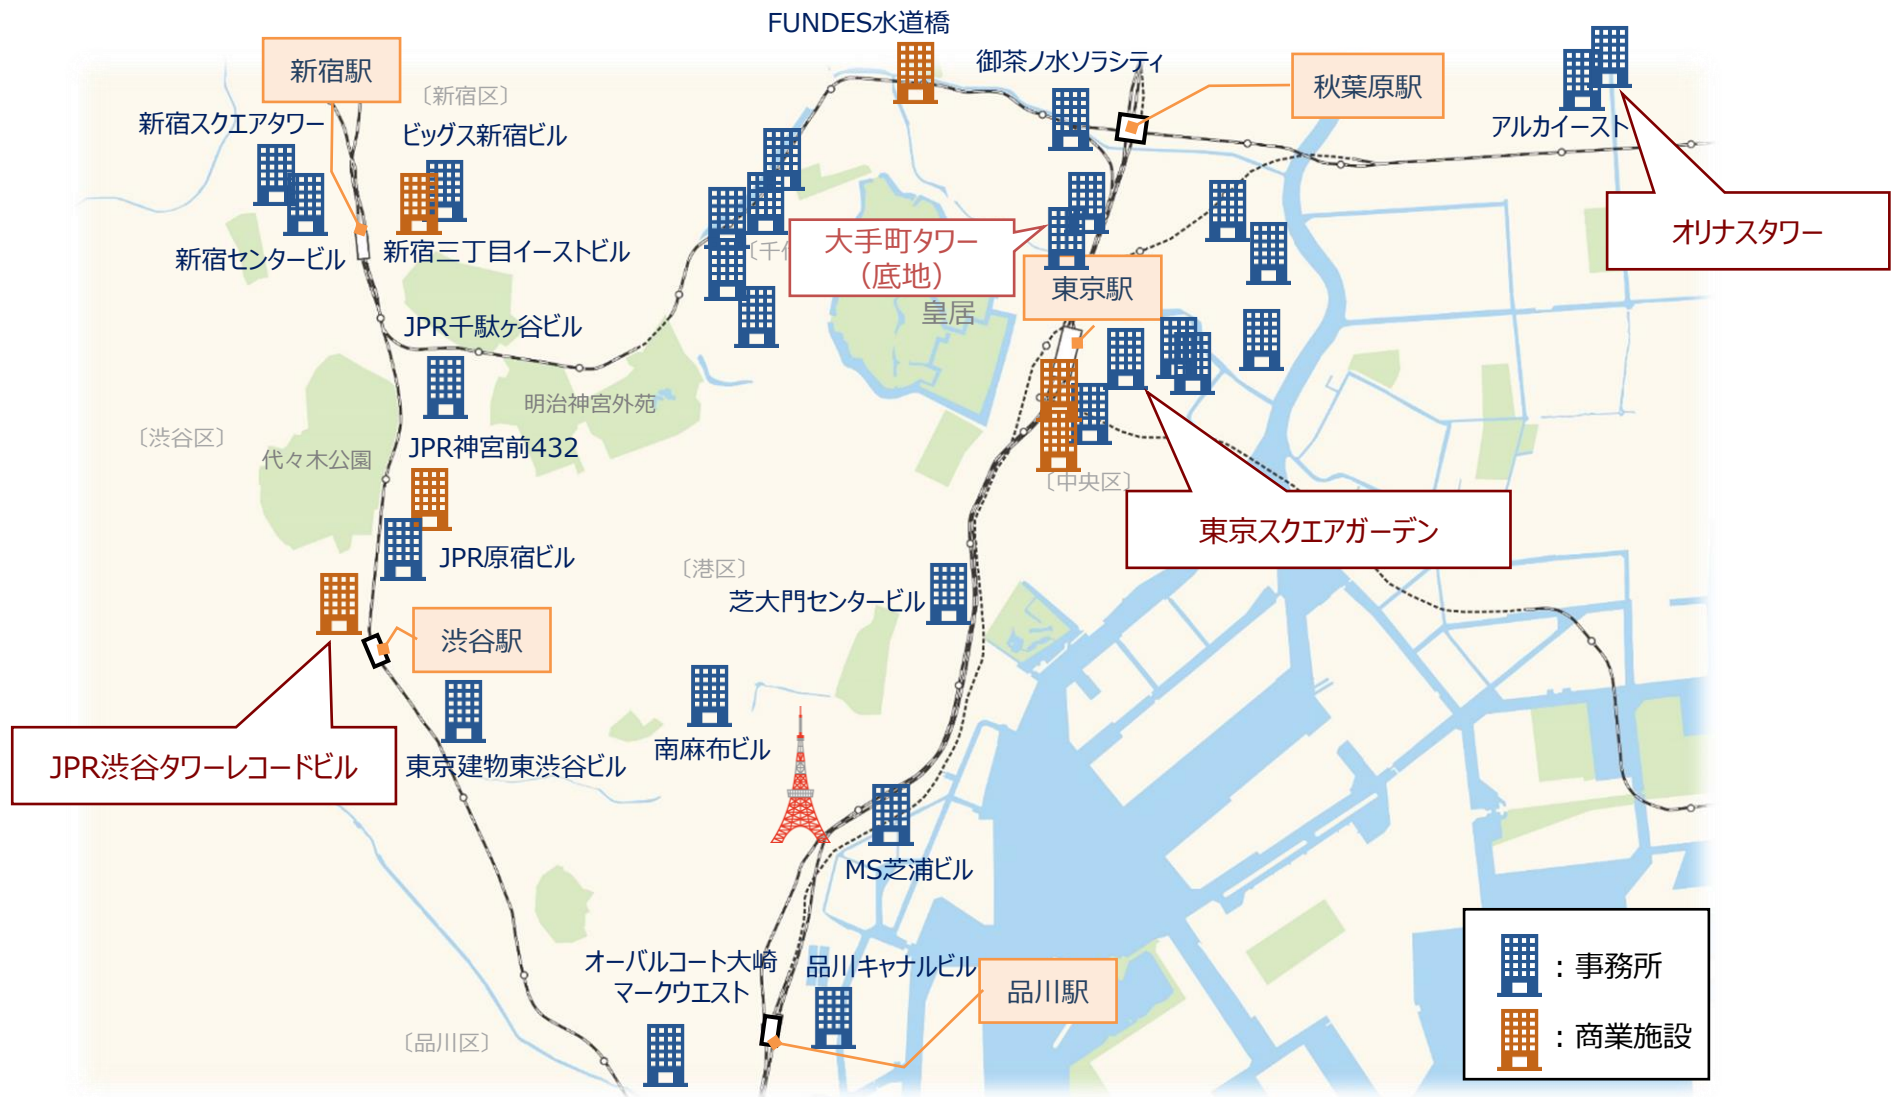 FUNDES水道橋
御茶ノ水ソラシティ
新宿駅
秋葉原駅
〔新宿区〕
新宿スクエアタワー
ビッグス新宿ビル
アルカイースト
新宿センタービル
新宿三丁目イーストビル
〔千代
大手町タワー
（底地）
オリナスタワー
東京駅
皇居
JPR千駄ヶ谷ビル
明治神宮外苑
〔渋谷区〕
代々木公園
JPR神宮前432
〔中央区〕
東京スクエアガーデン
JPR原宿ビル
〔港区〕
芝大門センタービル
渋谷駅
JPR渋谷タワーレコードビル
東京建物東渋谷ビル
南麻布ビル
MS芝浦ビル
オーバルコート大崎
マークウエスト
品川キャナルビル
品川駅
〔品川区〕
：事務所
：商業施設